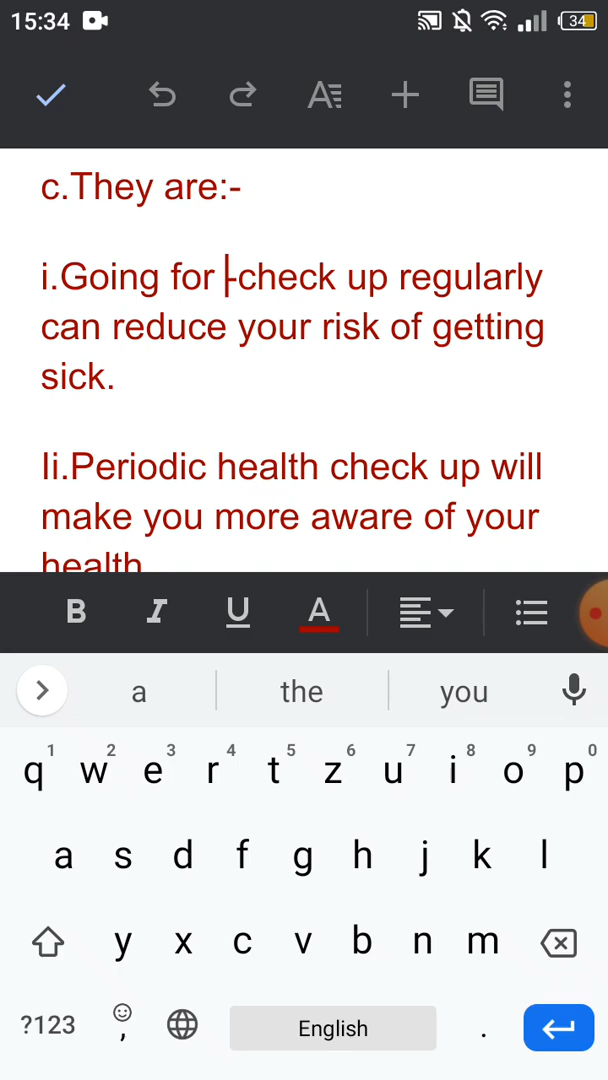 15:34 34
c.They are:-
i.Going for -check up regularly
can reduce your risk of getting
sick.
Ii.Periodic health check up will
make you more aware of your
health
B I U A
a the you
1 2 3 4 5 6 7 8 9 0
q w e r t z u i o p
a s d f g h j k l
y x c v b n m
?123 , English .